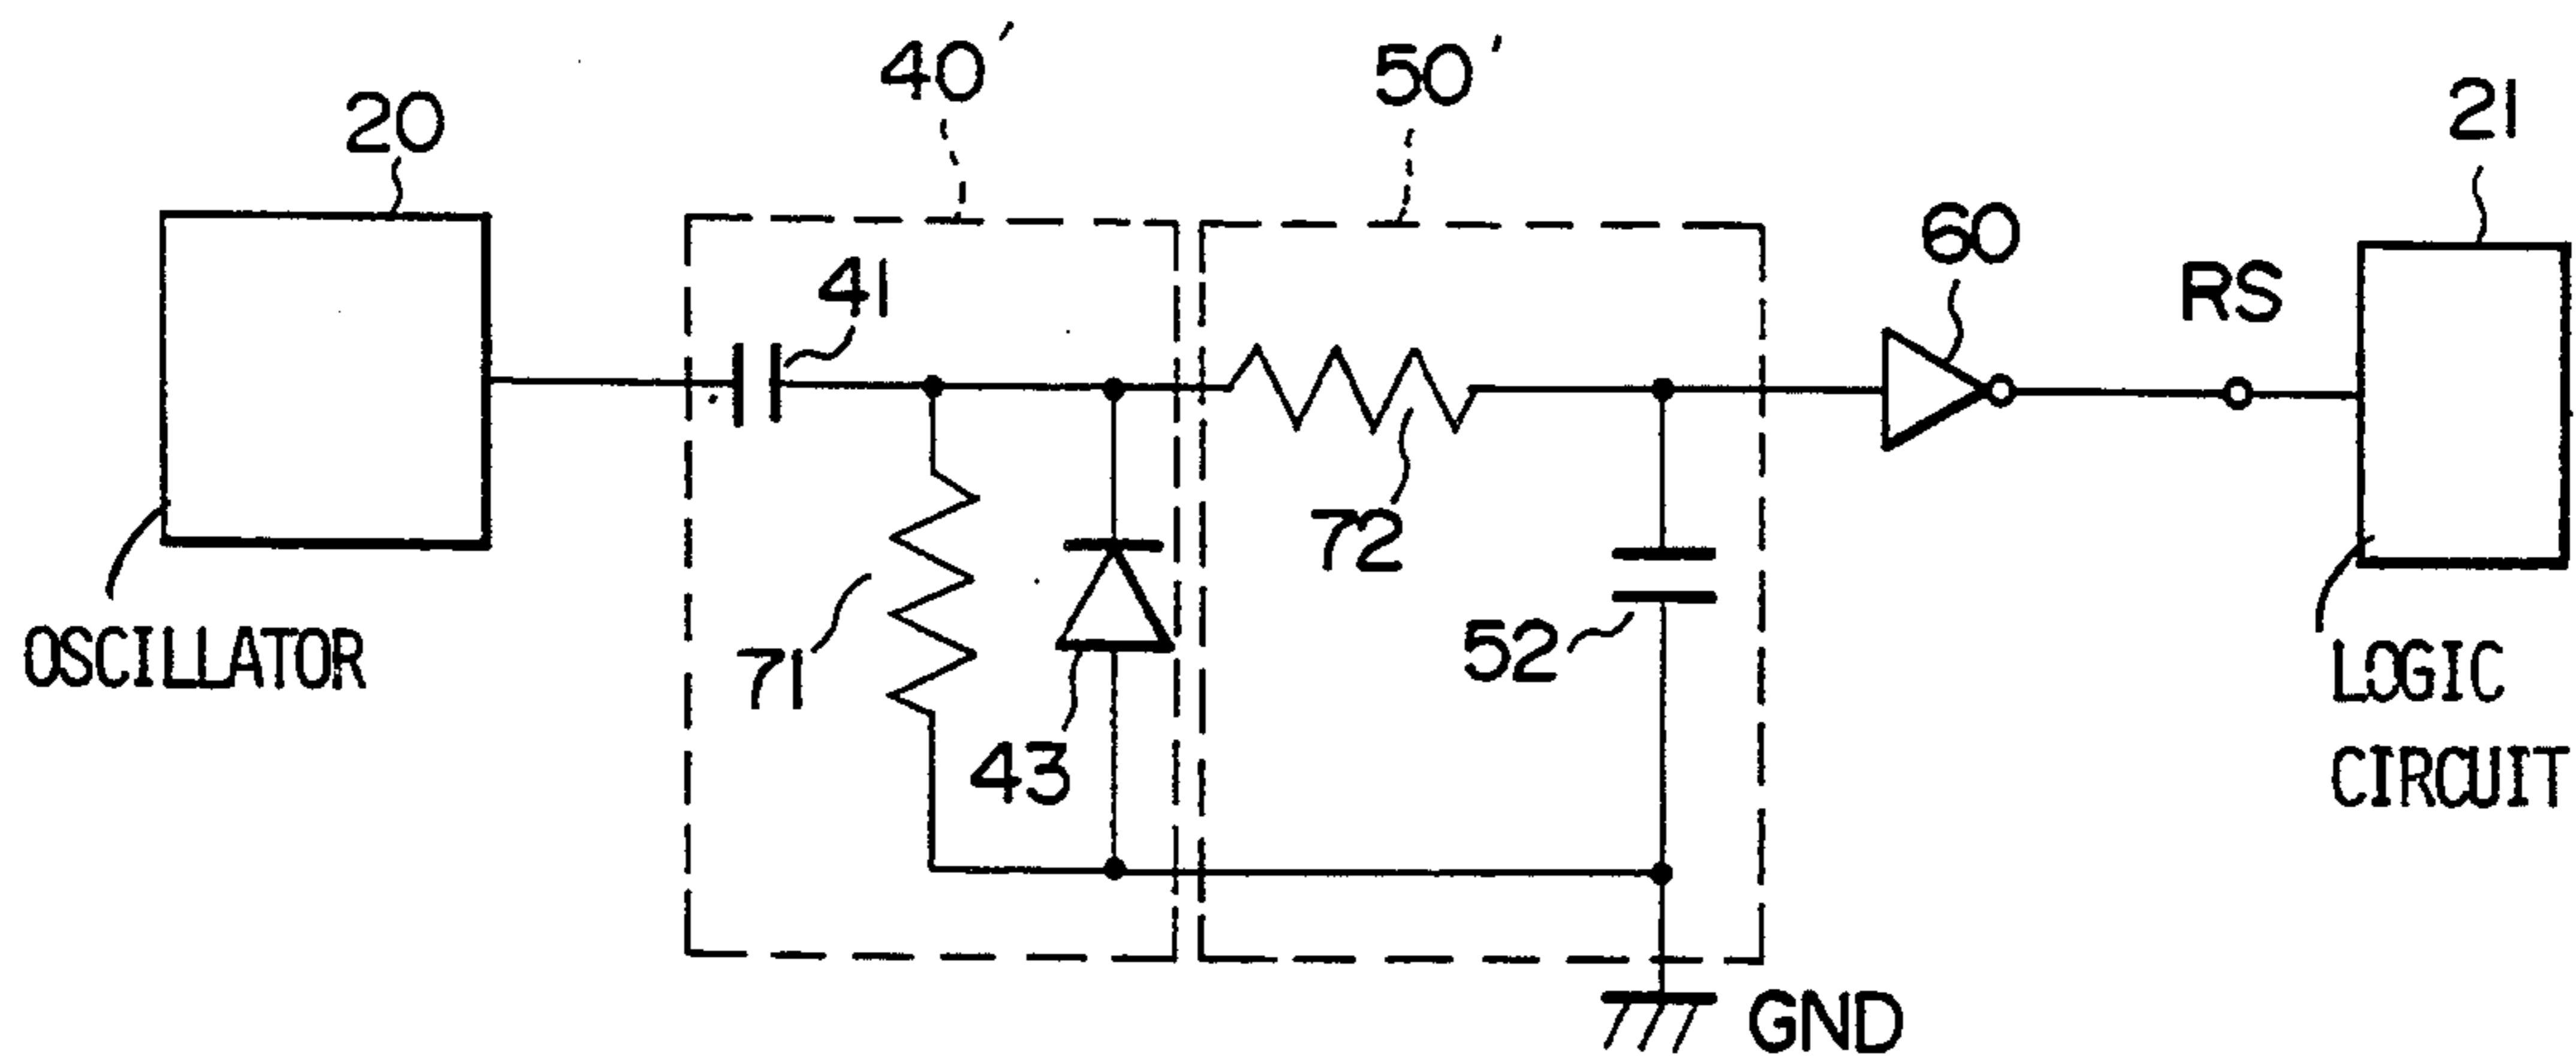 40'
50'
20
21
60
41
RS
72
52
71
43
OSCILLATOR
LOGIC
CIRCUIT
GND